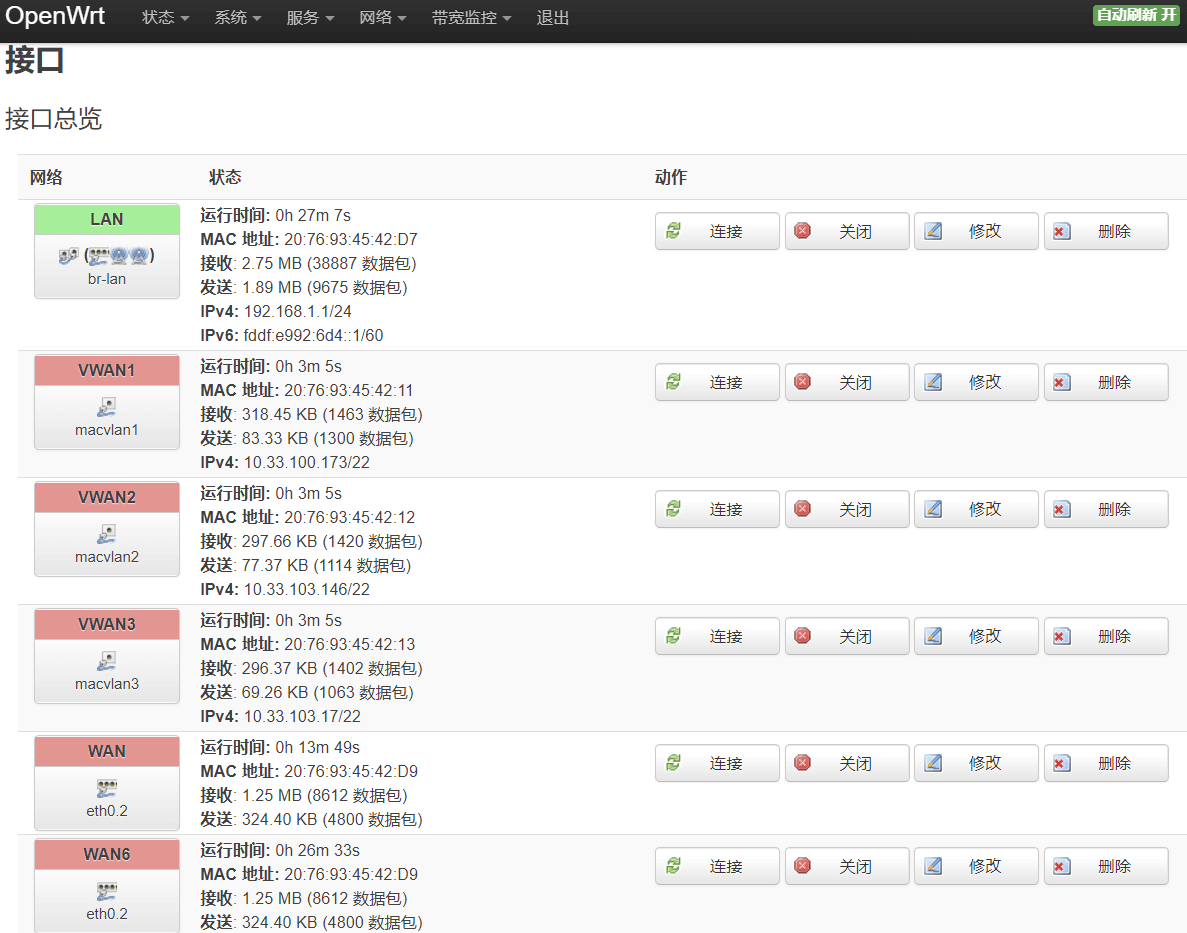 OpenWrt 状态 系统 服务 网络 带宽监控 退出 自动刷新 开
接口
接口总览
网络 状态 动作
LAN
br-lan
运行时间: 0h 27m 7s
MAC 地址: 20:76:93:45:42:D7
接收: 2.75 MB (38887 数据包)
发送: 1.89 MB (9675 数据包)
IPv4: 192.168.1.1/24
IPv6: fddf:e992:6d4::1/60
连接 关闭 修改 删除
VWAN1
macvlan1
运行时间: 0h 3m 5s
MAC 地址: 20:76:93:45:42:11
接收: 318.45 KB (1463 数据包)
发送: 83.33 KB (1300 数据包)
IPv4: 10.33.100.173/22
连接 关闭 修改 删除
VWAN2
macvlan2
运行时间: 0h 3m 5s
MAC 地址: 20:76:93:45:42:12
接收: 297.66 KB (1420 数据包)
发送: 77.37 KB (1114 数据包)
IPv4: 10.33.103.146/22
连接 关闭 修改 删除
VWAN3
macvlan3
运行时间: 0h 3m 5s
MAC 地址: 20:76:93:45:42:13
接收: 296.37 KB (1402 数据包)
发送: 69.26 KB (1063 数据包)
IPv4: 10.33.103.17/22
连接 关闭 修改 删除
WAN
eth0.2
运行时间: 0h 13m 49s
MAC 地址: 20:76:93:45:42:D9
接收: 1.25 MB (8612 数据包)
发送: 324.40 KB (4800 数据包)
连接 关闭 修改 删除
WAN6
eth0.2
运行时间: 0h 26m 33s
MAC 地址: 20:76:93:45:42:D9
接收: 1.25 MB (8612 数据包)
发送: 324.40 KB (4800 数据包)
连接 关闭 修改 删除